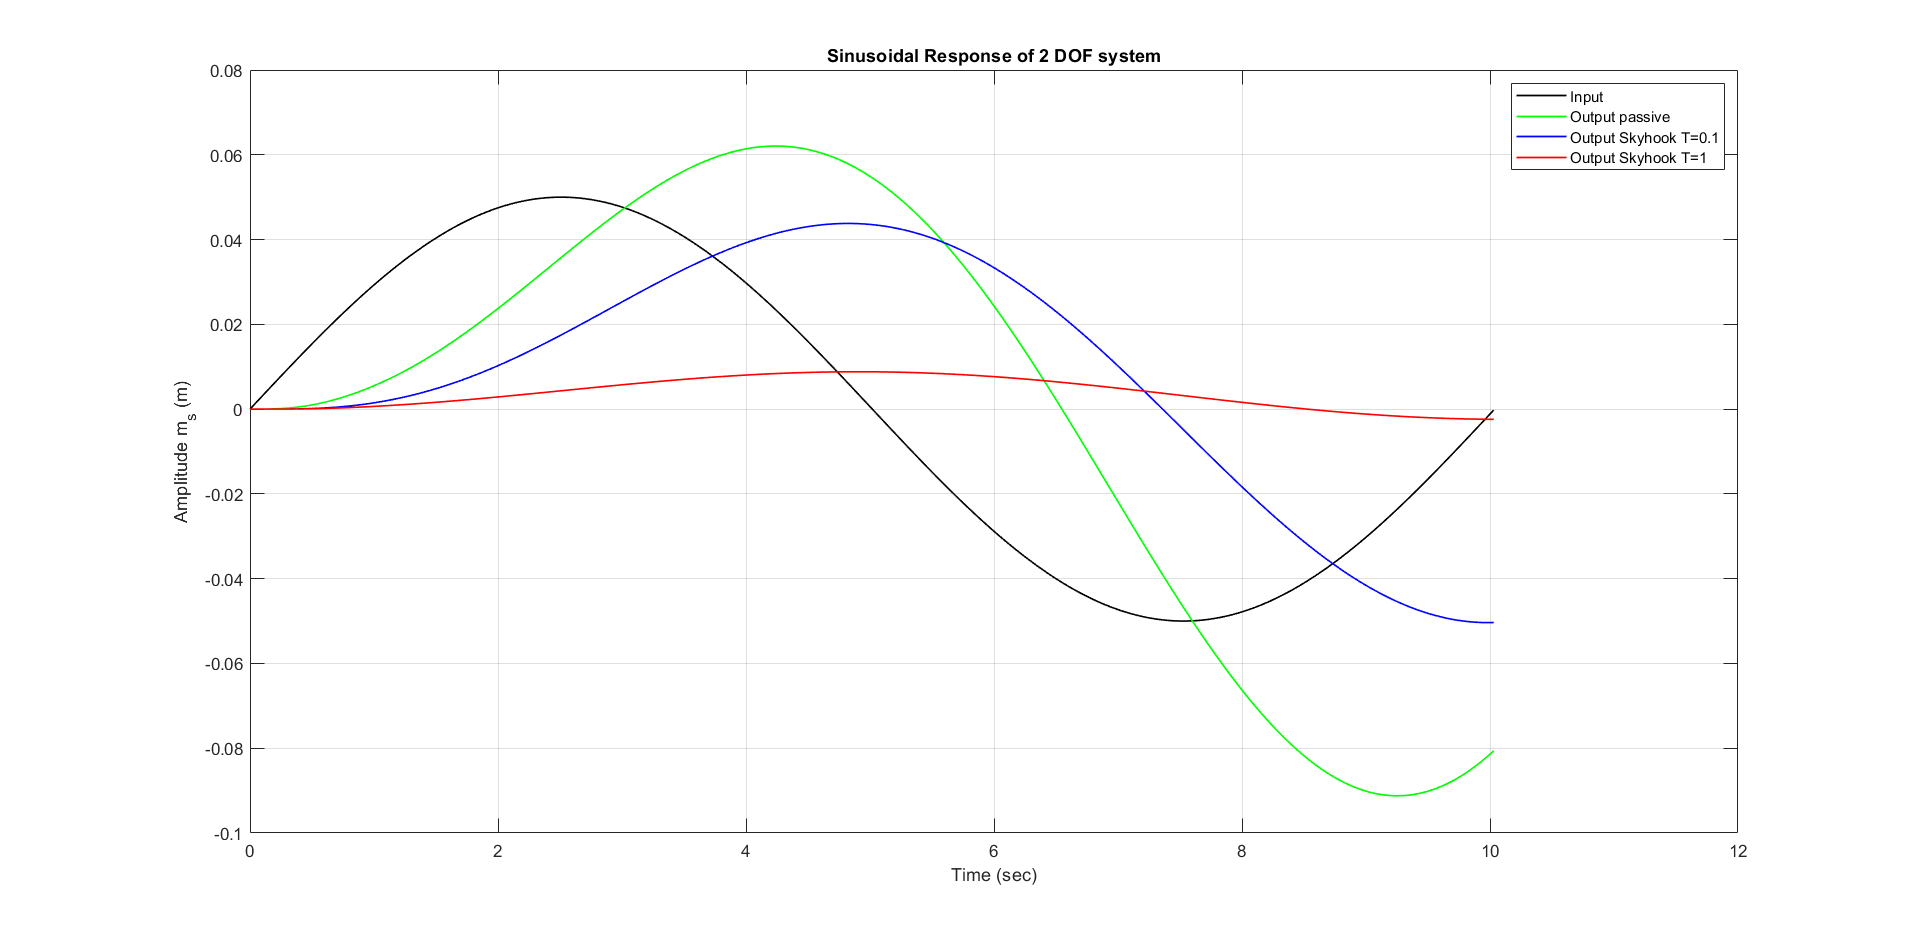 Sinusoidal Response of 2 DOF system
Input
Output passive
Output Skyhook T=0.1
Output Skyhook T=1
0.08
0.06
0.04
0.02
0
-0.02
-0.04
-0.06
-0.08
-0.1
Amplitude m_s (m)
0 2 4 6 8 10 12
Time (sec)